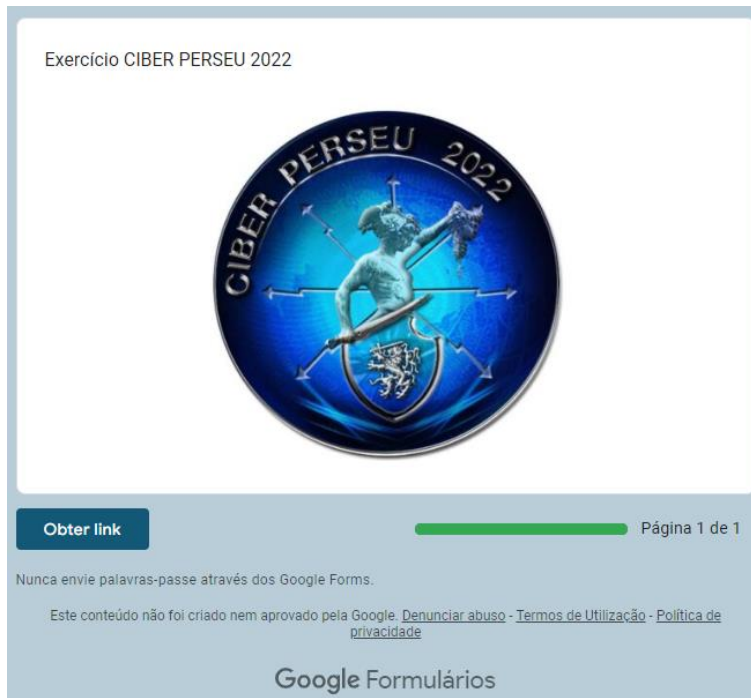 Exercício CIBER PERSEU 2022
CIBER PERSEU 2022
Obter link
Página 1 de 1
Nunca envie palavras-passe através dos Google Forms.
Este conteúdo não foi criado nem aprovado pela Google. Denunciar abuso - Termos de Utilização - Política de
privacidade
Google Formulários